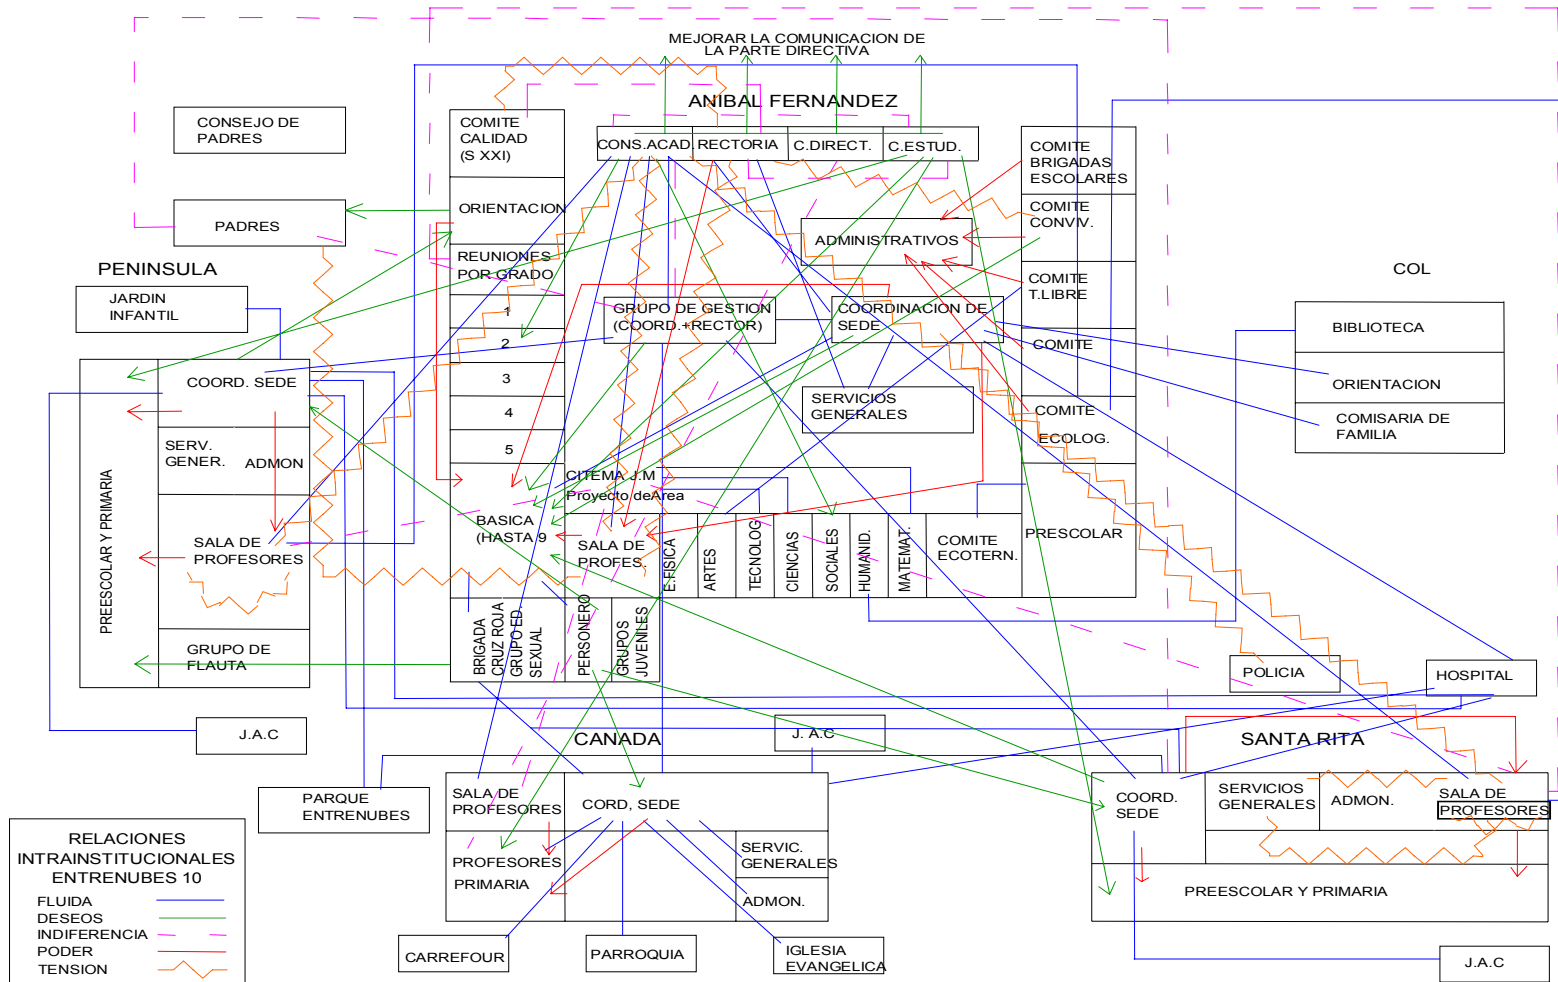 MEJORAR LA COMUNICACION DE
LA PARTE DIRECTIVA
ANIBAL FERNANDEZ
CONSEJO DE
PADRES
PADRES
COMITE
CALIDAD
(S XXI)
ORIENTACION
REUNIONES
POR GRADO
1
2
3
4
5
CONS.ACAD.
RECTORIA
C.DIRECT.
C.ESTUD.
COMITE
BRIGADAS
ESCOLARES
COMITE
CONVIV.
COMITE
T.LIBRE
COMITE
COMITE
ECOLOG.
PRESCOLAR
ADMINISTRATIVOS
GRUPO DE GESTION
(COORD.+RECTOR)
COORDINACION DE
SEDE
SERVICIOS
GENERALES
CITEMA J.M
Proyecto deArea
BASICA
(HASTA 9
SALA DE
PROFES.
E.FISICA
ARTES
TECNOLOG
CIENCIAS
SOCIALES
HUMANID.
MATEMAT.
COMITE
ECOTERN.
BRIGADA
CRUZ ROJA
GRUPO ED.
SEXUAL
PERSONERO
GRUPOS
JUVENILES
PENINSULA
JARDIN
INFANTIL
PREESCOLAR Y PRIMARIA
COORD. SEDE
SERV.
GENER.
ADMON
SALA DE
PROFESORES
GRUPO DE
FLAUTA
J.A.C
PARQUE
ENTRENUBES
COL
BIBLIOTECA
ORIENTACION
COMISARIA DE
FAMILIA
POLICIA
HOSPITAL
CANADA
J. A.C
SALA DE
PROFESORES
CORD, SEDE
PROFESORES
PRIMARIA
SERVIC.
GENERALES
ADMON.
CARREFOUR
PARROQUIA
IGLESIA
EVANGELICA
SANTA RITA
COORD.
SEDE
SERVICIOS
GENERALES
ADMON.
SALA DE
PROFESORES
PREESCOLAR Y PRIMARIA
J.A.C
RELACIONES
INTRAINSTITUCIONALES
ENTRENUBES 10
FLUIDA
DESEOS
INDIFERENCIA
PODER
TENSION